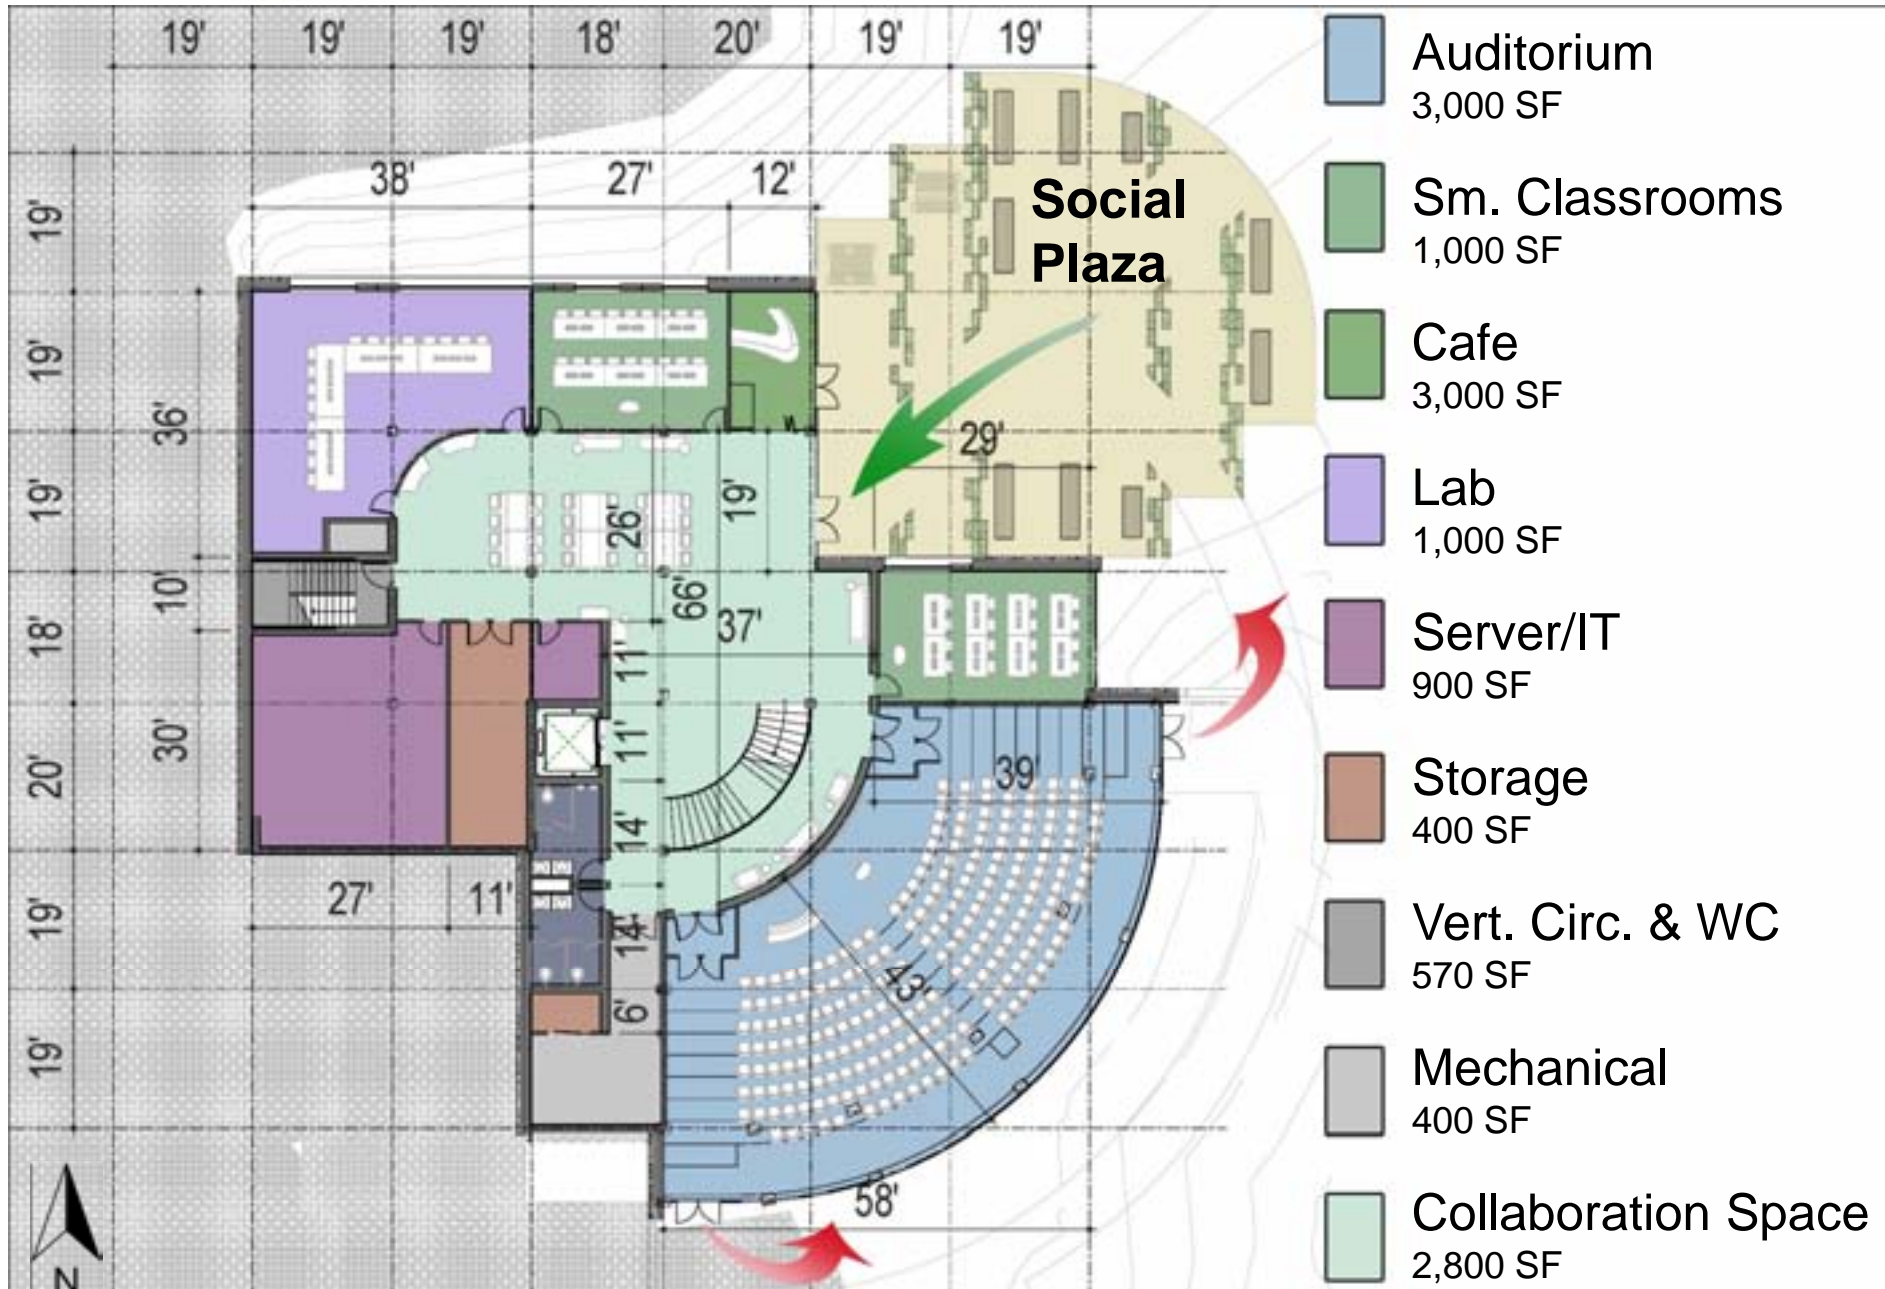 19' 19' 19' 18' 20' 19' 19'
38' 27' 12'
19'
19'
19'
18'
20'
19'
19'
36'
10'
30'
Social
Plaza
29'
19'
26'
66'
37'
11'
11'
14'
39'
27' 11'
14'
43'
6'
58'
N
Auditorium
3,000 SF
Sm. Classrooms
1,000 SF
Cafe
3,000 SF
Lab
1,000 SF
Server/IT
900 SF
Storage
400 SF
Vert. Circ. & WC
570 SF
Mechanical
400 SF
Collaboration Space
2,800 SF